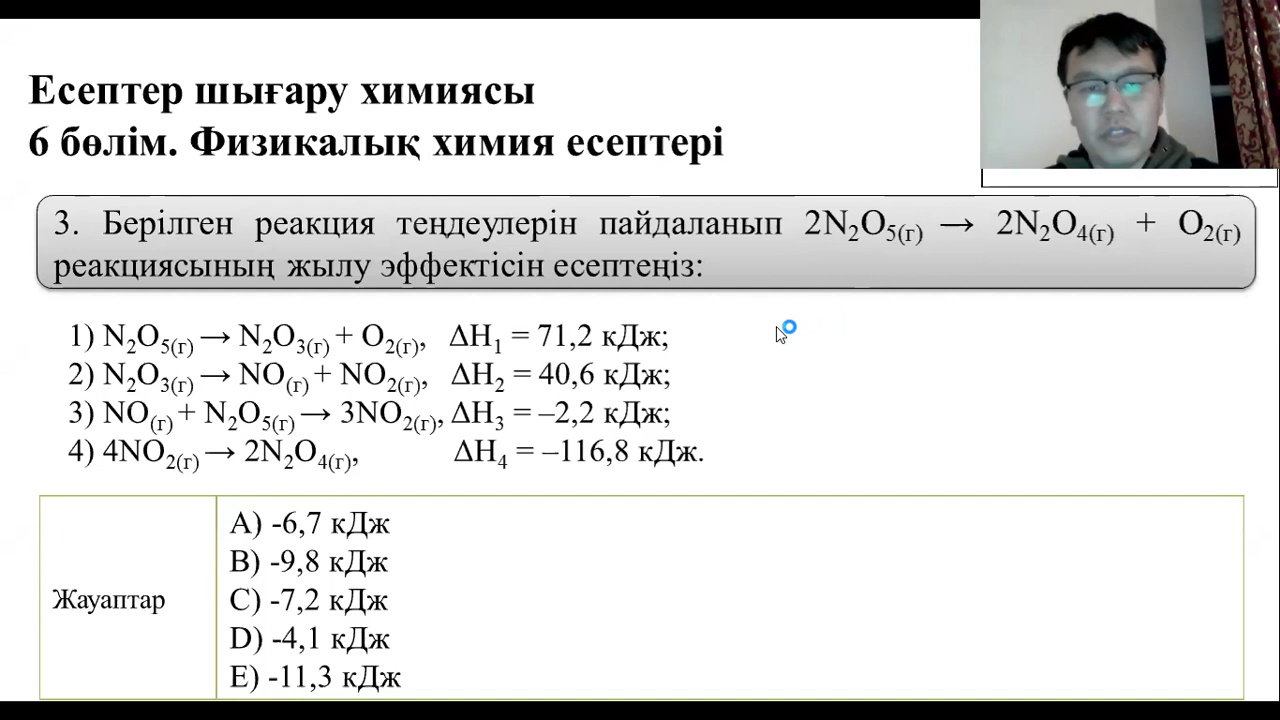 Есептер шығару химиясы
6 бөлім. Физикалық химия есептері
3. Берілген реакция теңдеулерін пайдаланып 2N₂O₅₍г₎ → 2N₂O₄₍г₎ + O₂₍г₎
реакциясының жылу эффектісін есептеңіз:
1) N₂O₅₍г₎ → N₂O₃₍г₎ + O₂₍г₎, ΔH₁ = 71,2 кДж;
2) N₂O₃₍г₎ → NO₍г₎ + NO₂₍г₎, ΔH₂ = 40,6 кДж;
3) NO₍г₎ + N₂O₅₍г₎ → 3NO₂₍г₎, ΔH₃ = –2,2 кДж;
4) 4NO₂₍г₎ → 2N₂O₄₍г₎, ΔH₄ = –116,8 кДж.
Жауаптар
A) -6,7 кДж
B) -9,8 кДж
C) -7,2 кДж
D) -4,1 кДж
E) -11,3 кДж